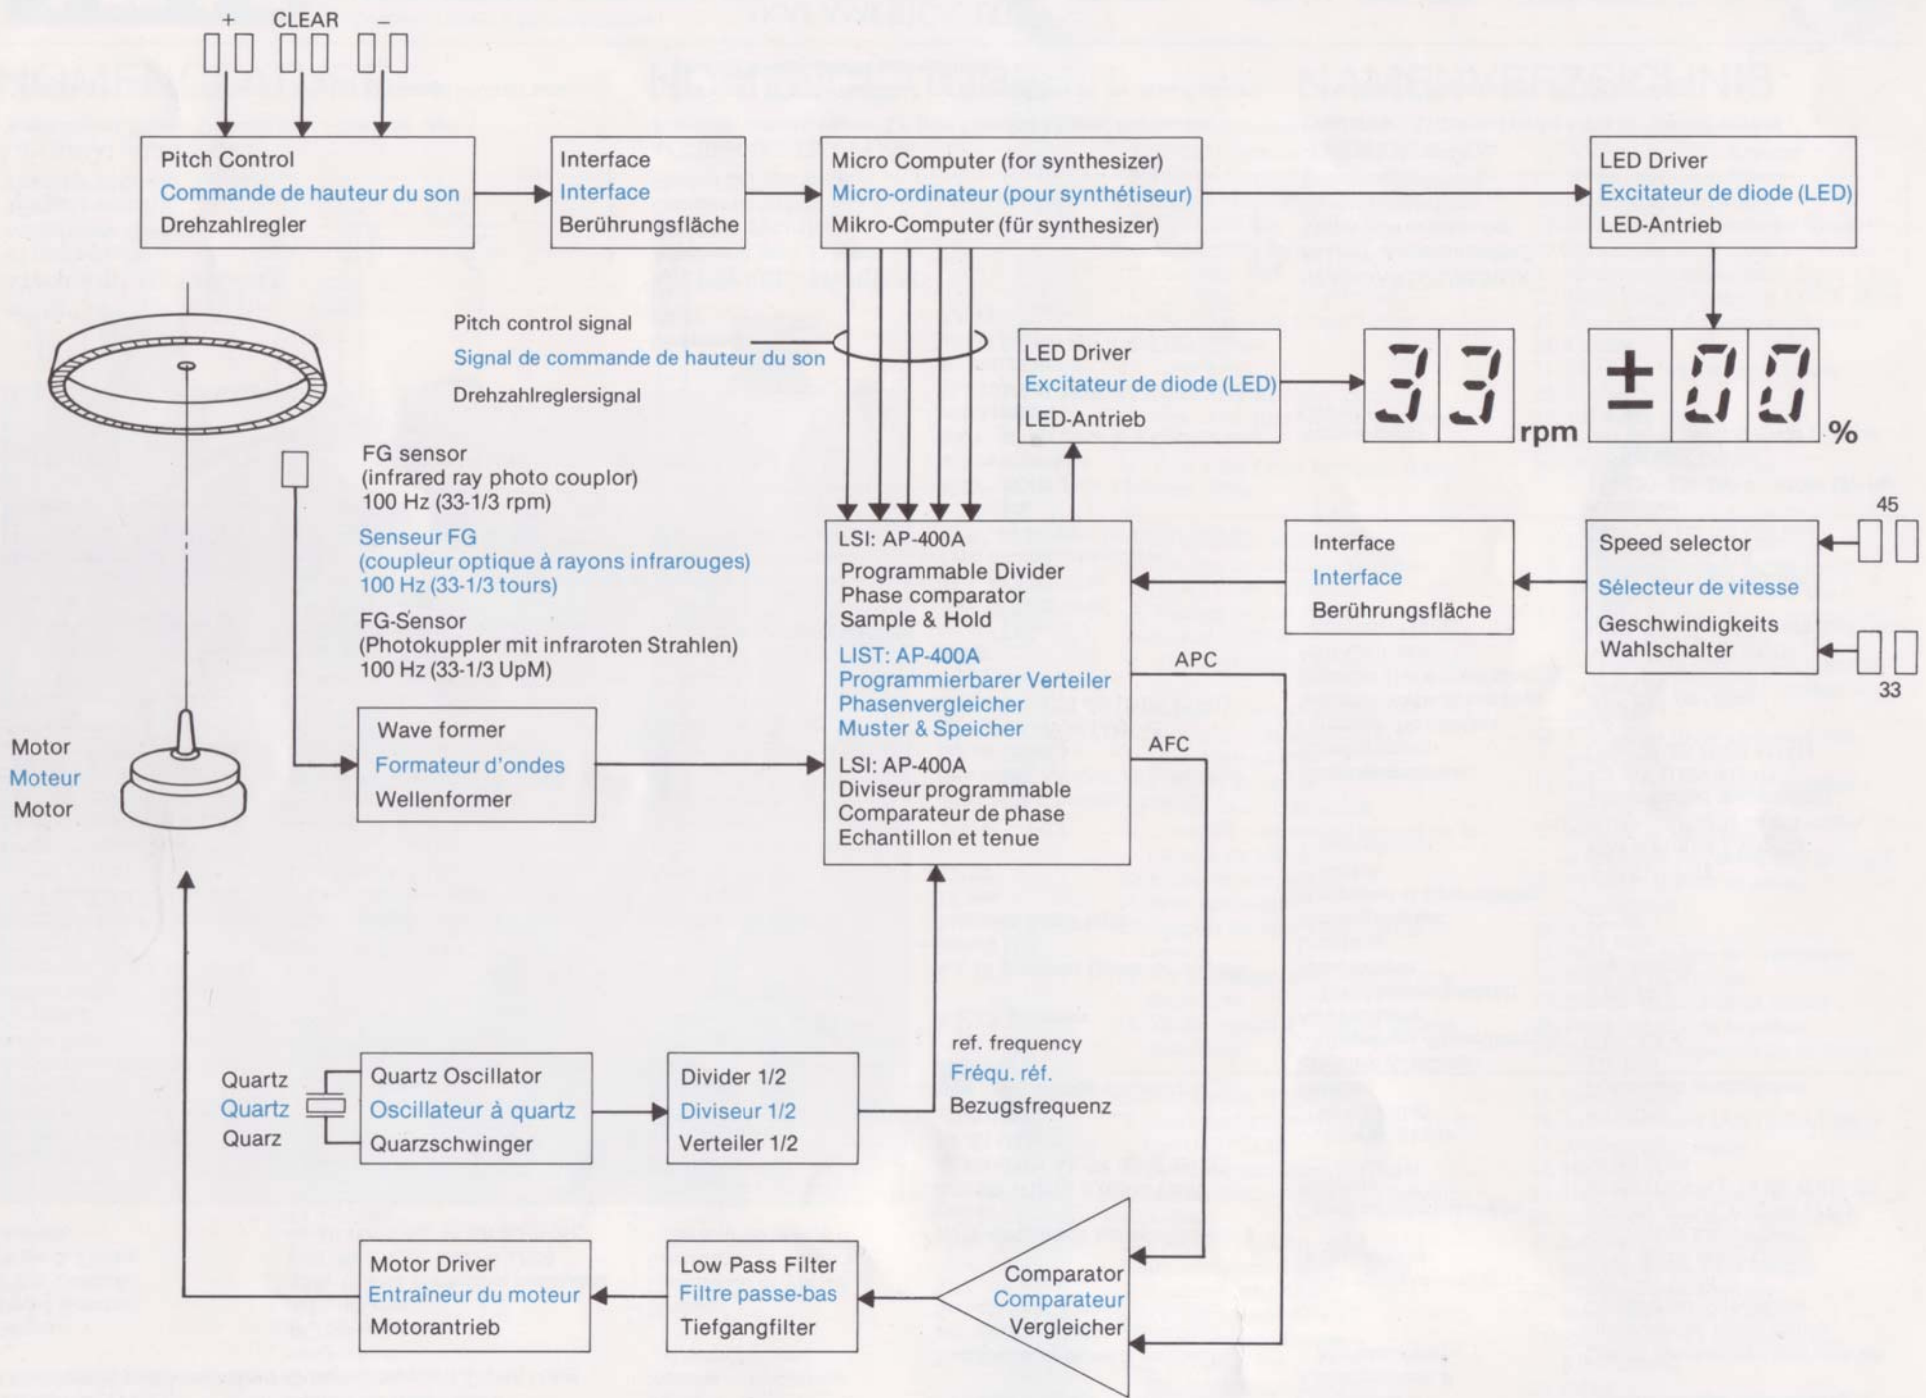 + CLEAR −
Pitch Control
Commande de hauteur du son
Drehzahlregler
Interface
Interface
Berührungsfläche
Micro Computer (for synthesizer)
Micro-ordinateur (pour synthétiseur)
Mikro-Computer (für synthesizer)
LED Driver
Excitateur de diode (LED)
LED-Antrieb
Pitch control signal
Signal de commande de hauteur du son
Drehzahlreglersignal
LED Driver
Excitateur de diode (LED)
LED-Antrieb
33 rpm
±00 %
FG sensor
(infrared ray photo couplor)
100 Hz (33-1/3 rpm)
Senseur FG
(coupleur optique à rayons infrarouges)
100 Hz (33-1/3 tours)
FG-Sensor
(Photokuppler mit infraroten Strahlen)
100 Hz (33-1/3 UpM)
LSI: AP-400A
Programmable Divider
Phase comparator
Sample & Hold
LIST: AP-400A
Programmierbarer Verteiler
Phasenvergleicher
Muster & Speicher
LSI: AP-400A
Diviseur programmable
Comparateur de phase
Echantillon et tenue
Interface
Interface
Berührungsfläche
Speed selector
Sélecteur de vitesse
Geschwindigkeits
Wahlschalter
45
33
APC
AFC
Motor
Moteur
Motor
Wave former
Formateur d'ondes
Wellenformer
Quartz
Quartz
Quarz
Quartz Oscillator
Oscillateur à quartz
Quarzschwinger
Divider 1/2
Diviseur 1/2
Verteiler 1/2
ref. frequency
Fréqu. réf.
Bezugsfrequenz
Motor Driver
Entraîneur du moteur
Motorantrieb
Low Pass Filter
Filtre passe-bas
Tiefgangfilter
Comparator
Comparateur
Vergleicher